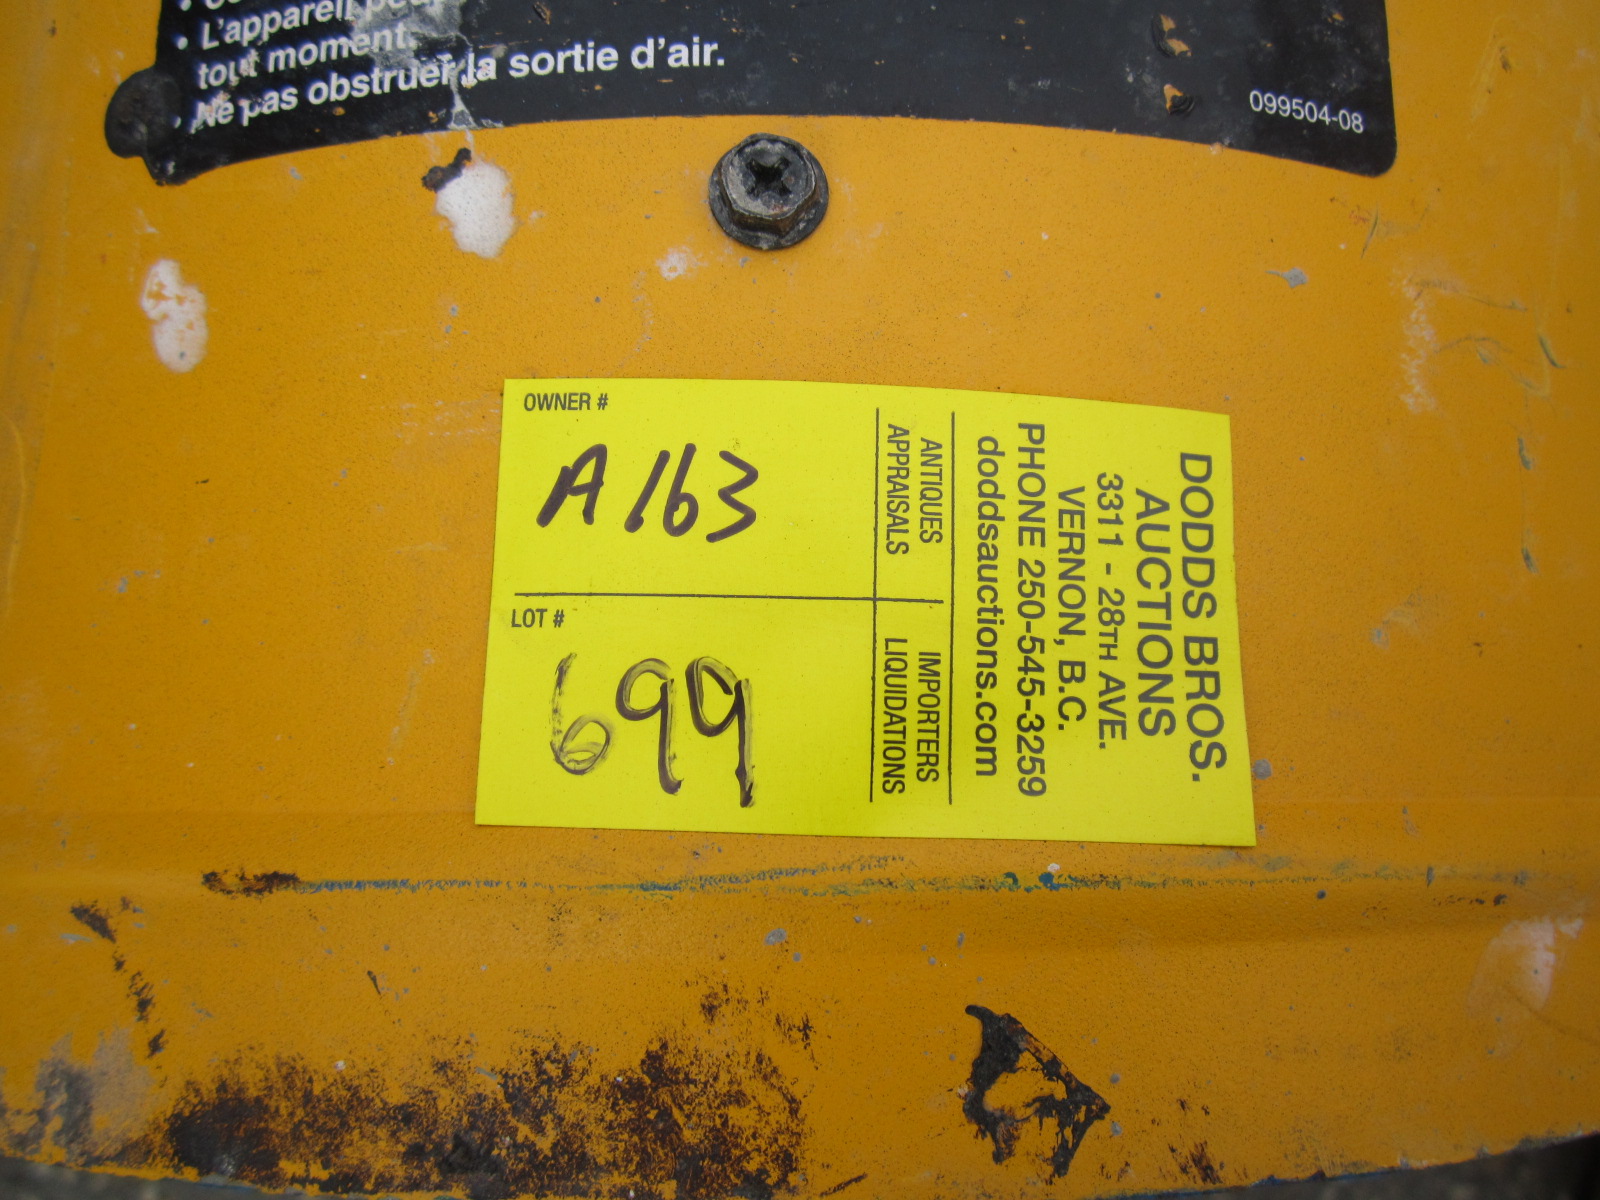 L'appareil
tout moment.
Ne pas obstruer la sortie d'air.
099504-08
OWNER #
A163
LOT #
699
ANTIQUES
APPRAISALS
IMPORTERS
LIQUIDATIONS
DODDS BROS.
AUCTIONS
3311 - 28TH AVE.
VERNON, B.C.
PHONE 250-545-3259
doddsauctions.com